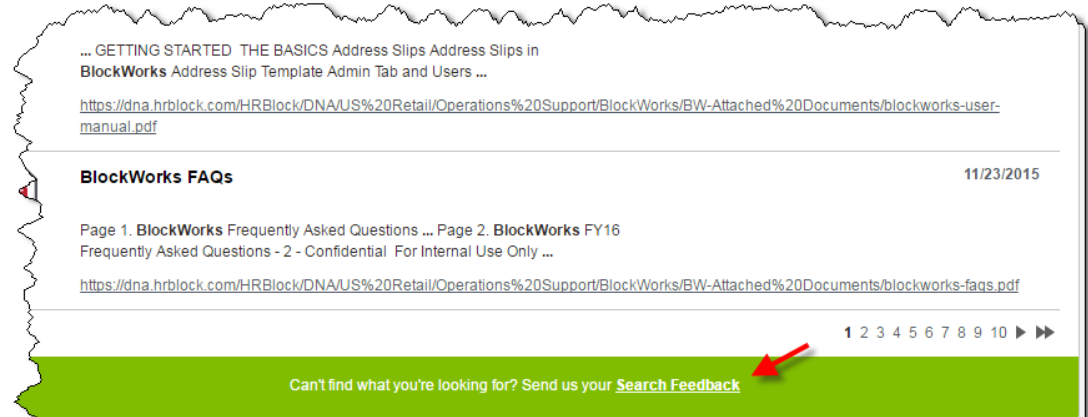 ... GETTING STARTED THE BASICS Address Slips Address Slips in
BlockWorks Address Slip Template Admin Tab and Users ...
https://dna.hrblock.com/HRBlock/DNA/US%20Retail/Operations%20Support/BlockWorks/BW-Attached%20Documents/blockworks-user-
manual.pdf
BlockWorks FAQs 11/23/2015
Page 1. BlockWorks Frequently Asked Questions ... Page 2. BlockWorks FY16
Frequently Asked Questions - 2 - Confidential For Internal Use Only ...
https://dna.hrblock.com/HRBlock/DNA/US%20Retail/Operations%20Support/BlockWorks/BW-Attached%20Documents/blockworks-faqs.pdf
1 2 3 4 5 6 7 8 9 10
Can't find what you're looking for? Send us your Search Feedback